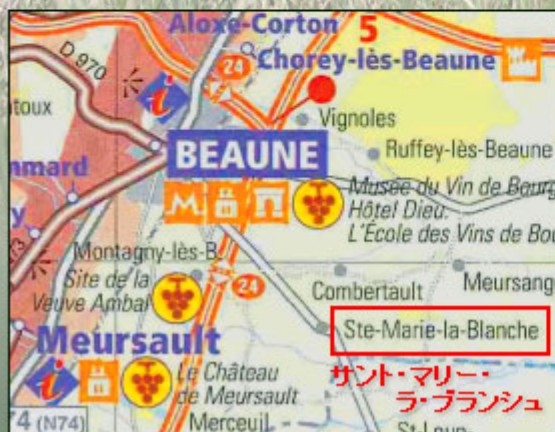 Aloxe-Corton 5
D 970
24
Chorey-lès-Beaune
i
Vignoles
BEAUNE
Ruffey-lès-Beaune
M
Musée du Vin de Bourg
Hôtel Dieu.
L'École des Vins de Bou
Montagny-lès-B.
Site de la
Veuve Ambal
24
Combertault
Meursang
Ste-Marie-la-Blanche
Meursault
サント・マリー・
ラ・ブランシュ
i
Le Château
de Meursault
74 (N74)
Merceuil
St-Loup-